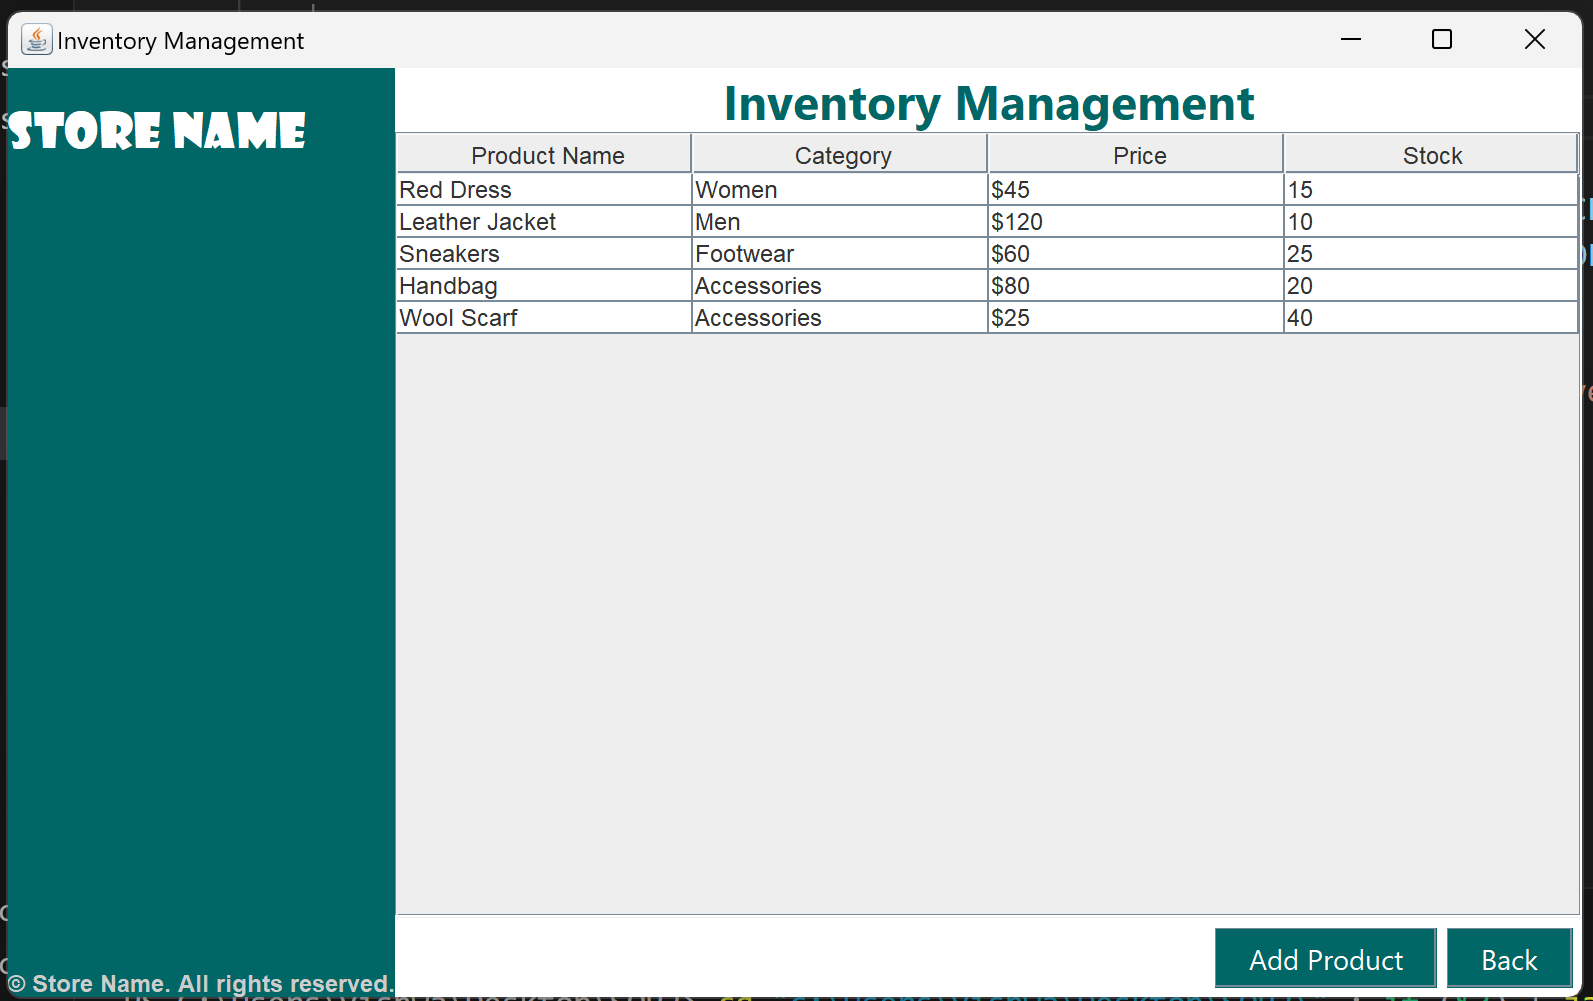 Inventory Management
STORE NAME
Inventory Management
Product Name Category Price Stock
Red Dress Women $45 15
Leather Jacket Men $120 10
Sneakers Footwear $60 25
Handbag Accessories $80 20
Wool Scarf Accessories $25 40
Add Product Back
© Store Name. All rights reserved.